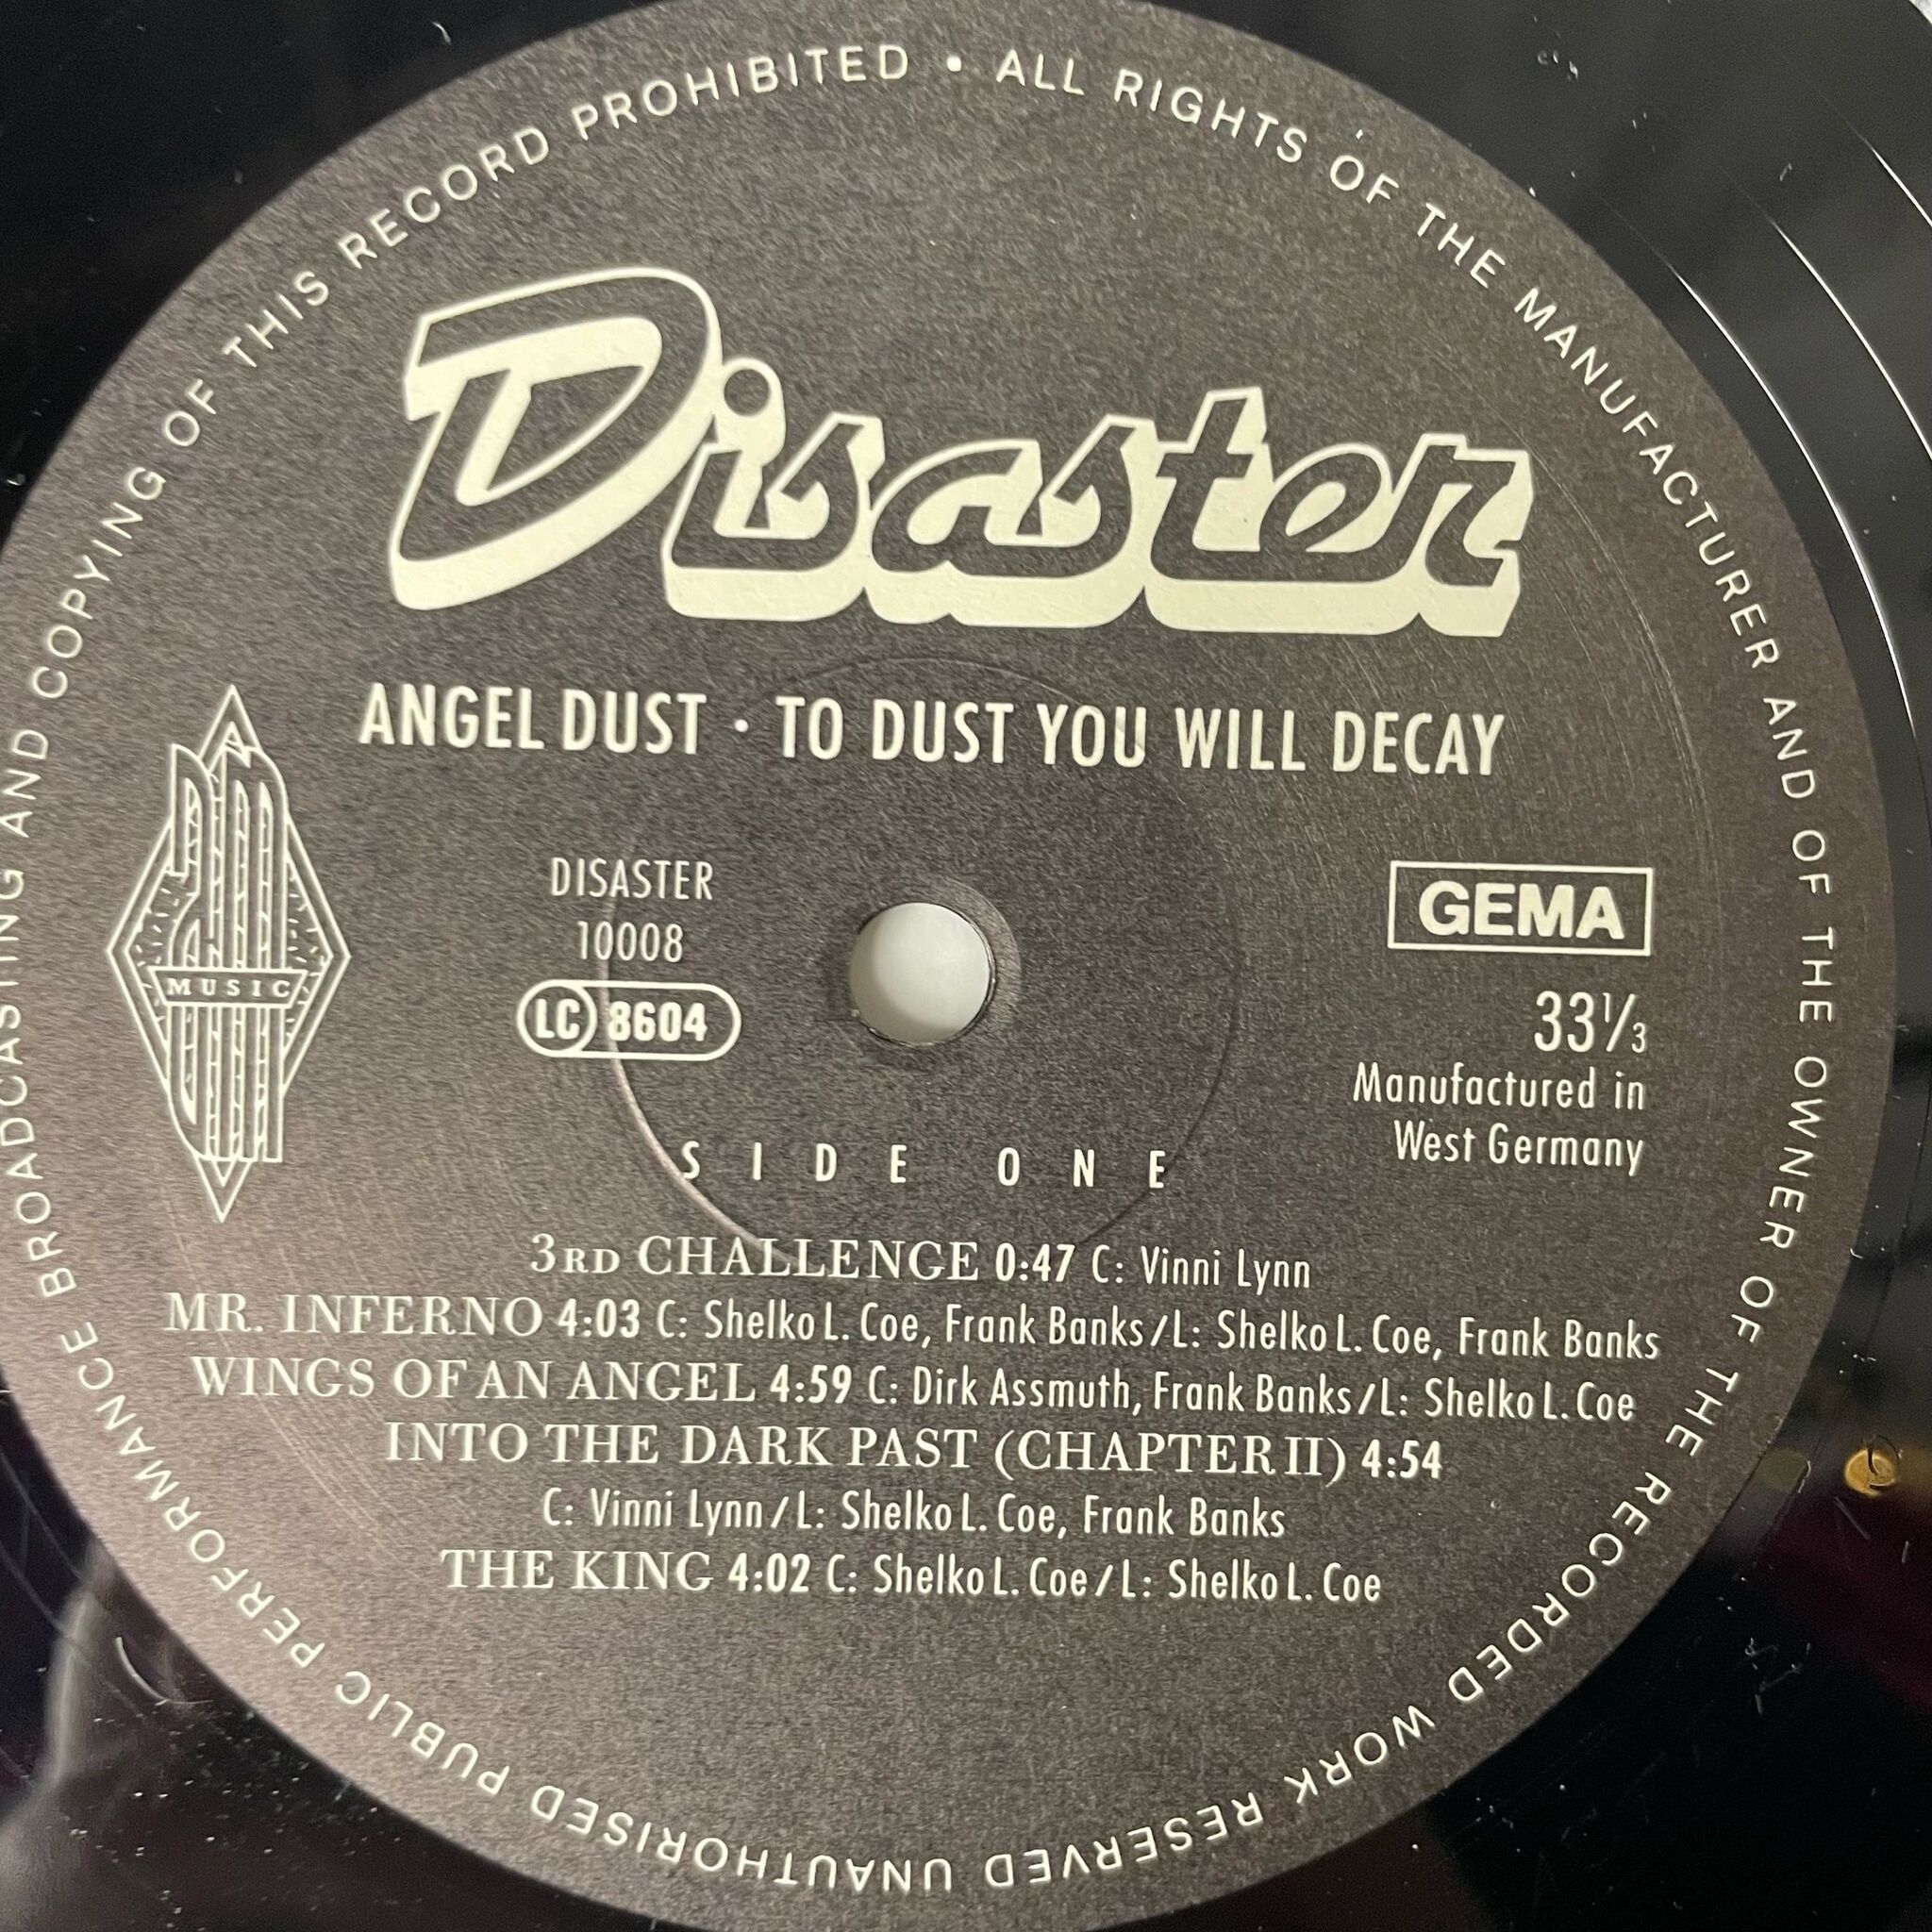 BROADCASTING AND COPYING OF THIS RECORD PROHIBITED • ALL RIGHTS OF THE MANUFACTURER AND OF THE OWNER OF THE RECORDED WORK RESERVED UNAUTHORISED PUBLIC PERFORMANCE
Disaster
ANGEL DUST · TO DUST YOU WILL DECAY
DISASTER
10008
LC 8604
MUSIC
GEMA
33⅓
Manufactured in
West Germany
SIDE ONE
3RD CHALLENGE 0:47 C: Vinni Lynn
MR. INFERNO 4:03 C: Shelko L. Coe, Frank Banks/L: Shelko L. Coe, Frank Banks
WINGS OF AN ANGEL 4:59 C: Dirk Assmuth, Frank Banks/L: Shelko L. Coe
INTO THE DARK PAST (CHAPTER II) 4:54
C: Vinni Lynn/L: Shelko L. Coe, Frank Banks
THE KING 4:02 C: Shelko L. Coe/L: Shelko L. Coe